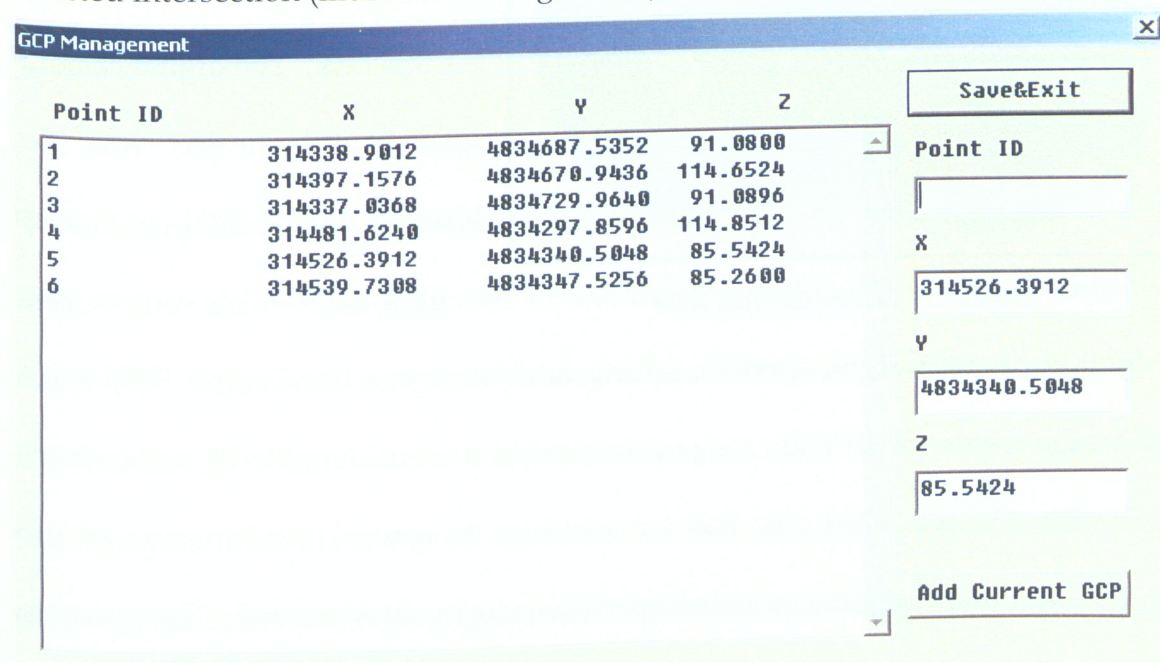 GCP Management
Point ID X Y Z
1 314338.9012 4834687.5352 91.0800
2 314397.1576 4834670.9436 114.6524
3 314337.0368 4834729.9640 91.0896
4 314481.6240 4834297.8596 114.8512
5 314526.3912 4834340.5048 85.5424
6 314539.7308 4834347.5256 85.2600
Save&Exit
Point ID
X
314526.3912
Y
4834340.5048
Z
85.5424
Add Current GCP